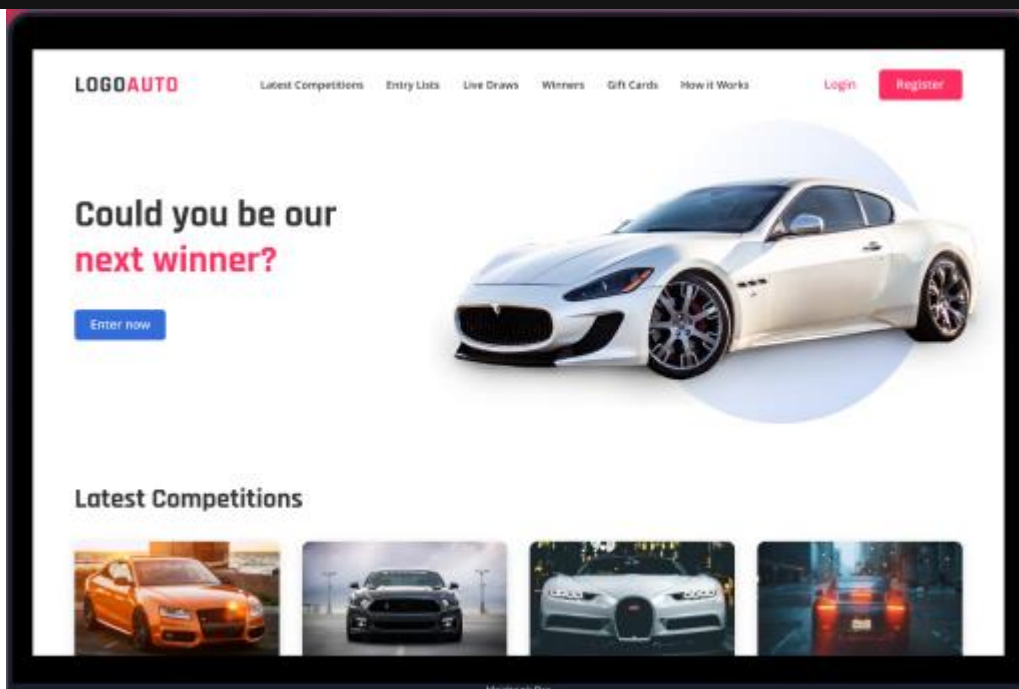 LOGOAUTO
Latest Competitions Entry Lists Live Draws Winners Gift Cards How it Works Login Register
Could you be our
next winner?
Enter now
Latest Competitions